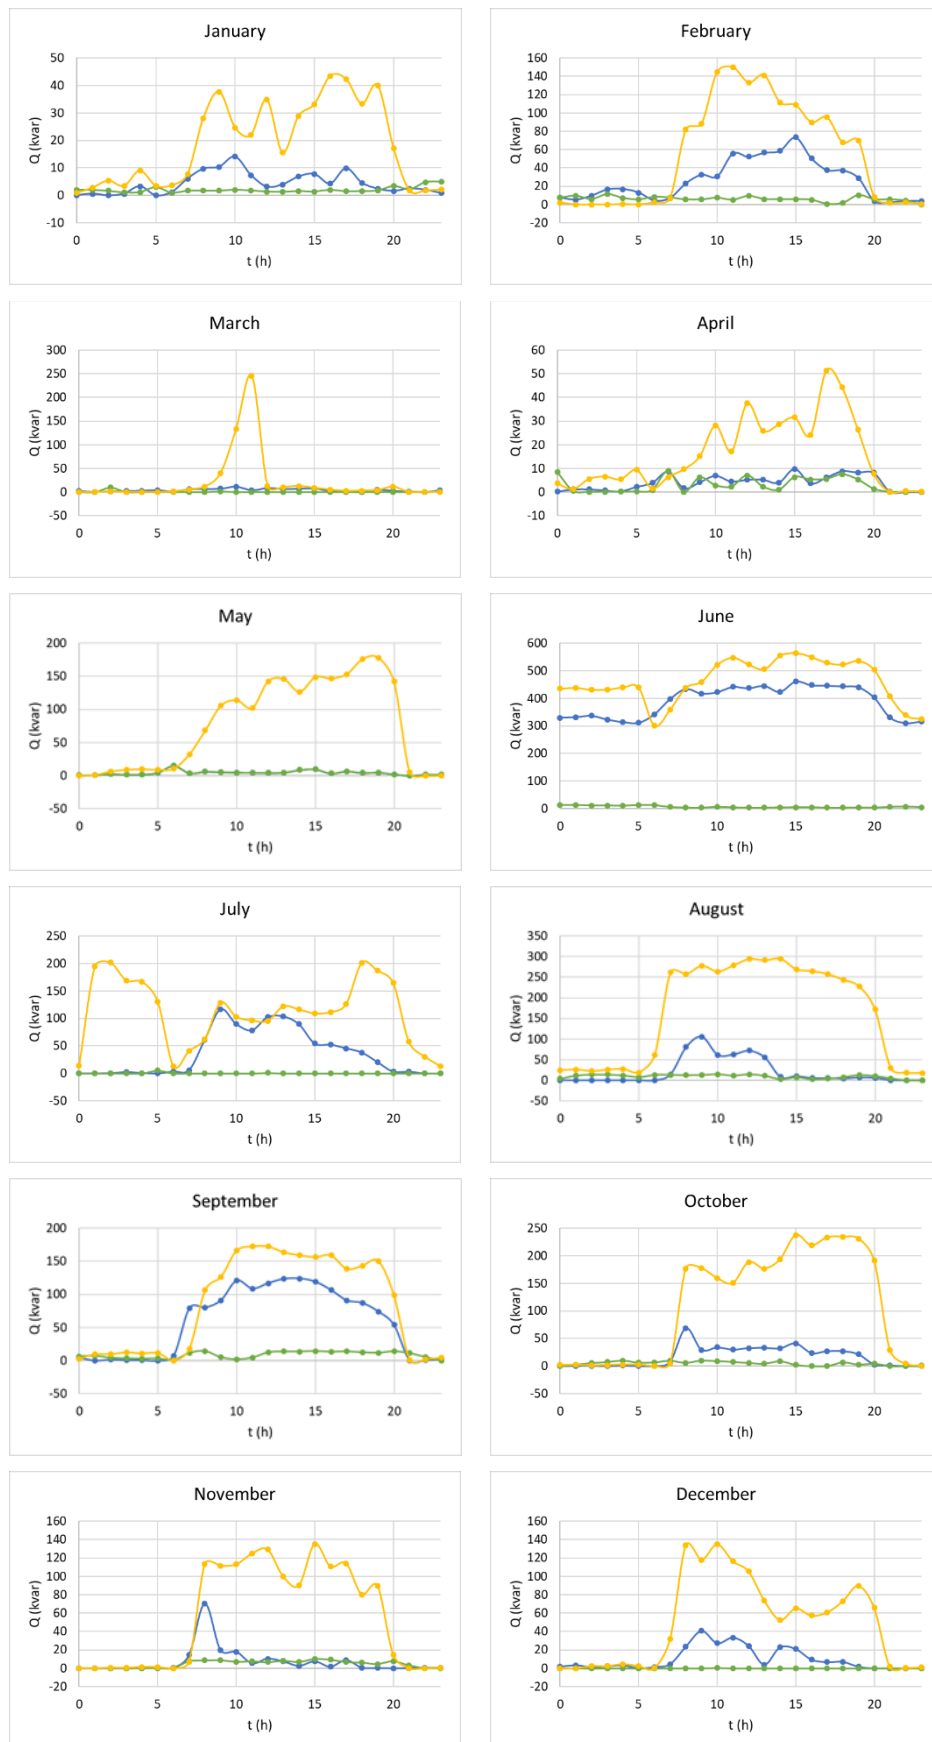 January
50
40
30
20
10
0
-10
Q (kvar)
0 5 10 15 20
t (h)
February
160
140
120
100
80
60
40
20
0
-20
Q (kvar)
0 5 10 15 20
t (h)
March
300
250
200
150
100
50
0
-50
Q (kvar)
0 5 10 15 20
t (h)
April
60
50
40
30
20
10
0
-10
Q (kvar)
0 5 10 15 20
t (h)
May
200
150
100
50
0
-50
Q (kvar)
0 5 10 15 20
t (h)
June
600
500
400
300
200
100
0
Q (kvar)
0 5 10 15 20
t (h)
July
250
200
150
100
50
0
-50
Q (kvar)
0 5 10 15 20
t (h)
August
350
300
250
200
150
100
50
0
-50
Q (kvar)
0 5 10 15 20
t (h)
September
200
150
100
50
0
-50
Q (kvar)
0 5 10 15 20
t (h)
October
250
200
150
100
50
0
-50
Q (kvar)
0 5 10 15 20
t (h)
November
160
140
120
100
80
60
40
20
0
-20
Q (kvar)
0 5 10 15 20
t (h)
December
160
140
120
100
80
60
40
20
0
-20
Q (kvar)
0 5 10 15 20
t (h)